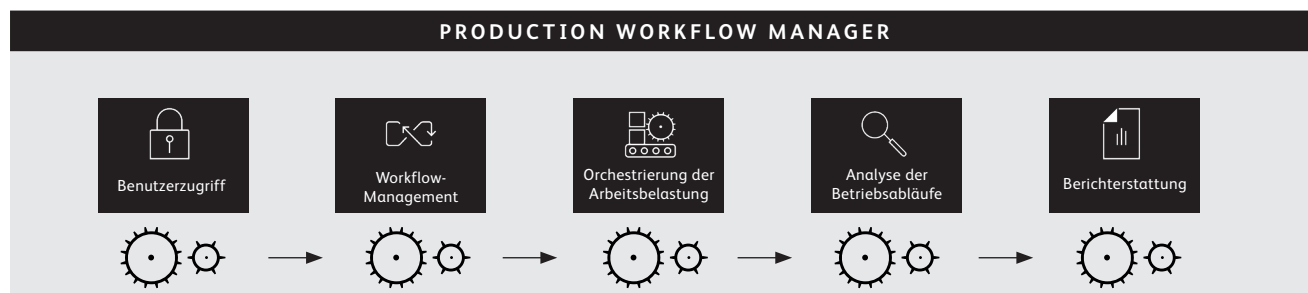 PRODUCTION WORKFLOW MANAGER
Benutzerzugriff
Workflow-
Management
Orchestrierung der
Arbeitsbelastung
Analyse der
Betriebsabläufe
Berichterstattung